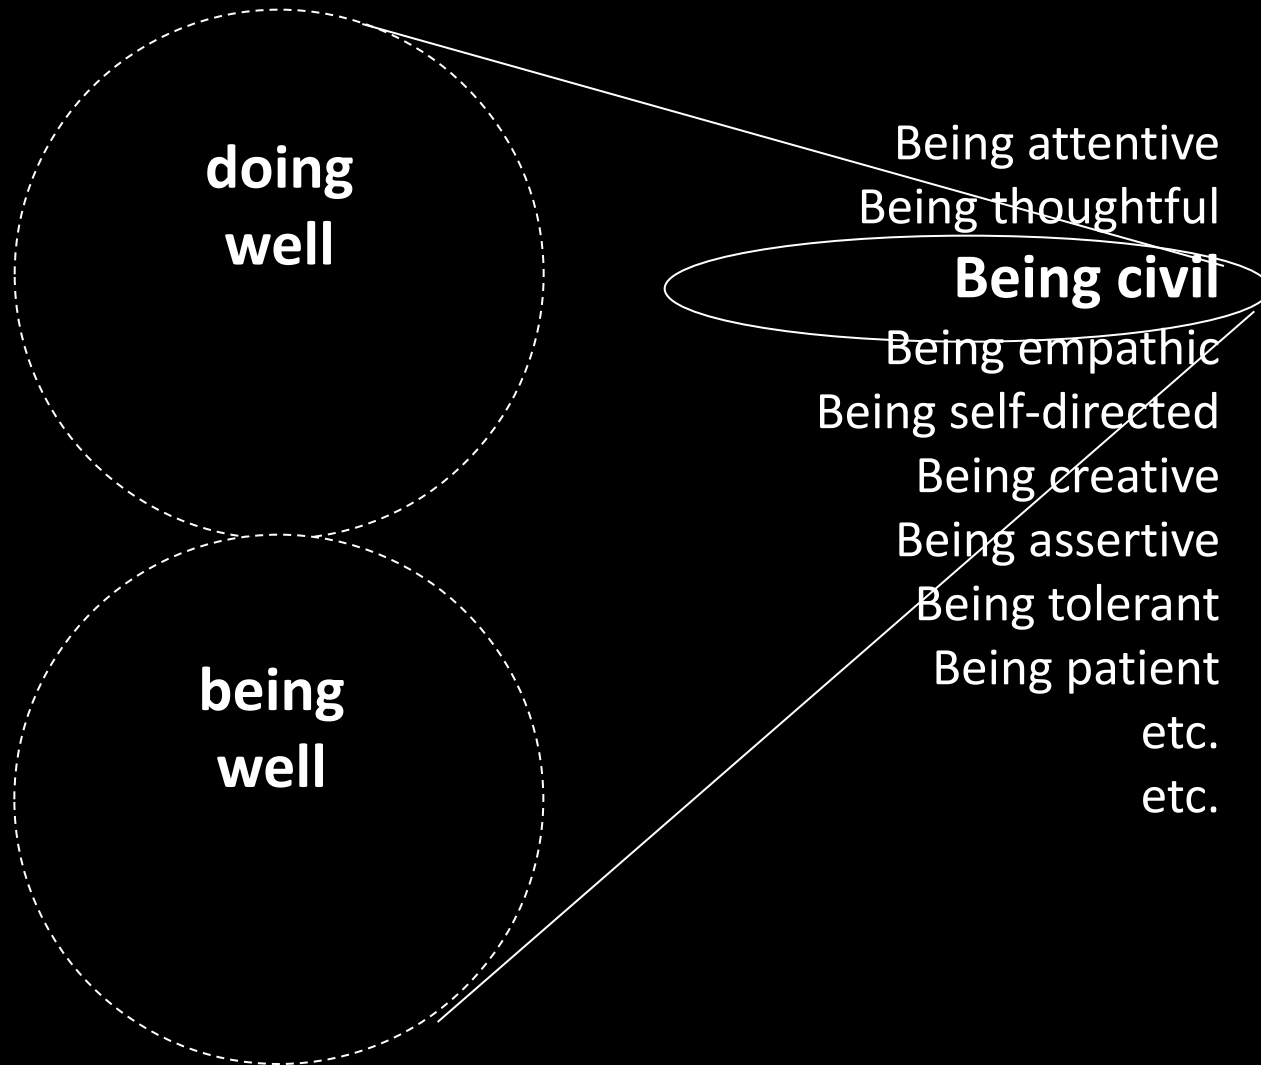 doing
well
being
well
Being attentive
Being thoughtful
Being civil
Being empathic
Being self-directed
Being creative
Being assertive
Being tolerant
Being patient
etc.
etc.